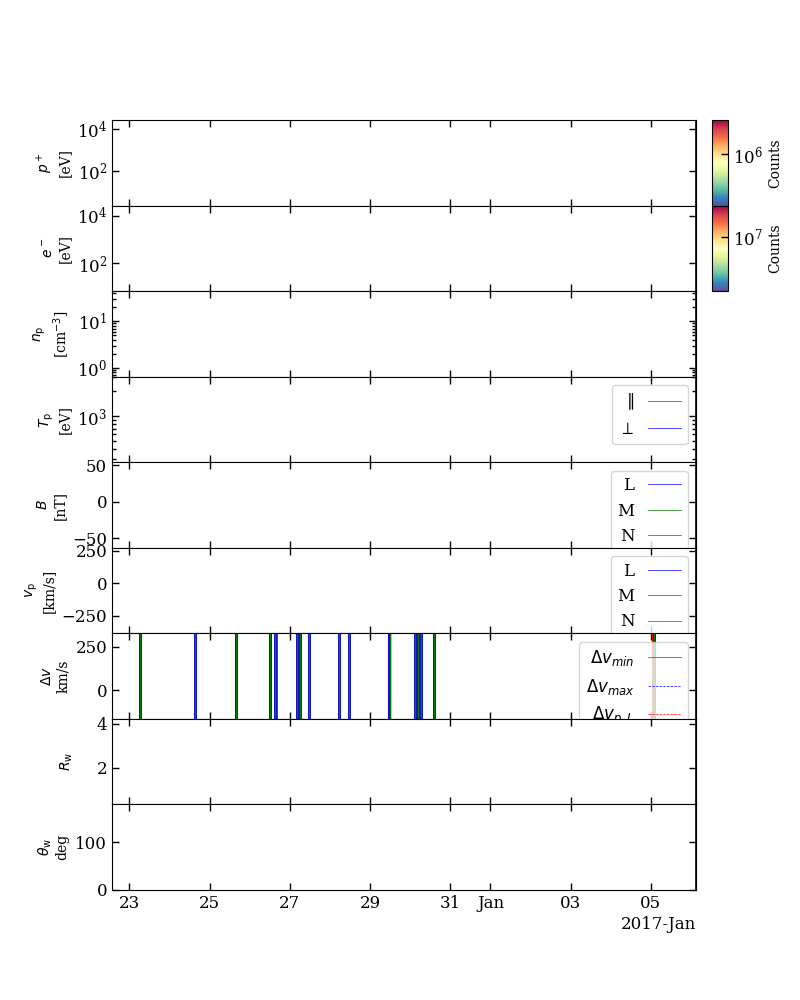 10^4
10^2
p^+
[eV]
10^6
Counts
10^4
10^2
e^-
[eV]
10^7
Counts
10^1
10^0
n_p
[cm^-3]
10^3
T_p
[eV]
∥
⊥
50
0
−50
B
[nT]
L
M
N
250
0
−250
v_p
[km/s]
L
M
N
250
0
Δv
km/s
Δv_min
Δv_max
Δv_p,L
4
2
R_w
100
0
θ_w
deg
23 25 27 29 31 Jan 03 05
2017-Jan